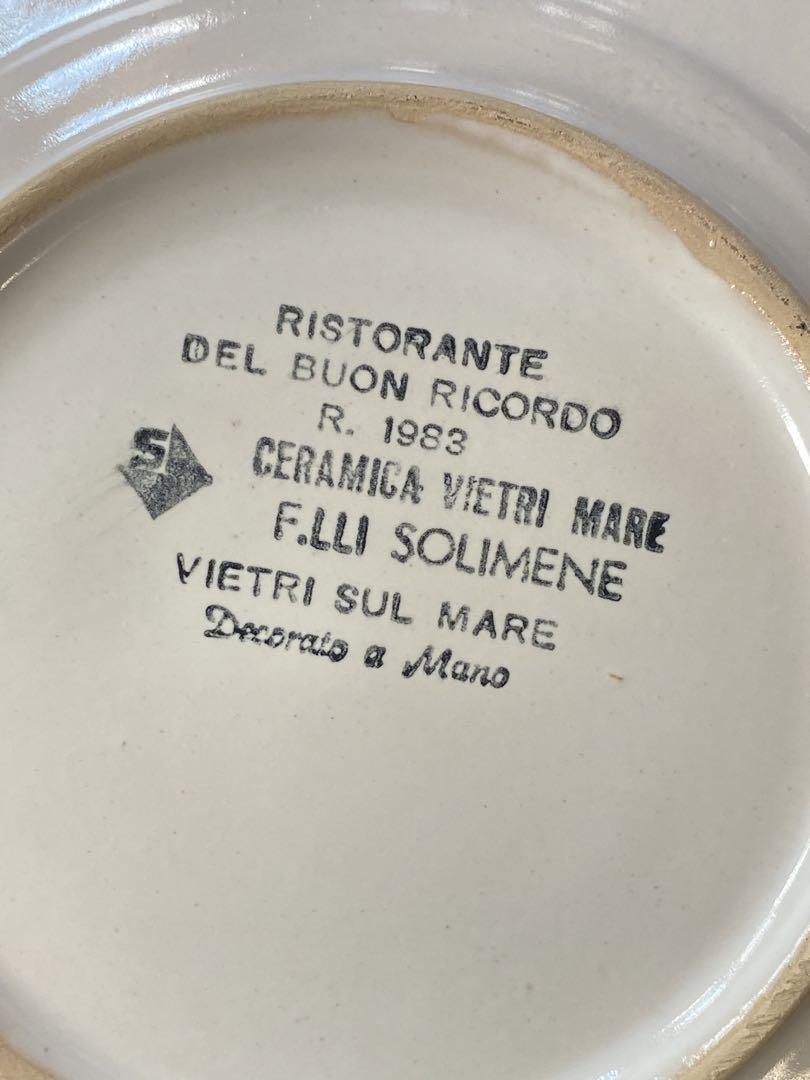 RISTORANTE
DEL BUON RICORDO
R. 1983
S
CERAMICA VIETRI MARE
F.LLI SOLIMENE
VIETRI SUL MARE
Decorato a Mano